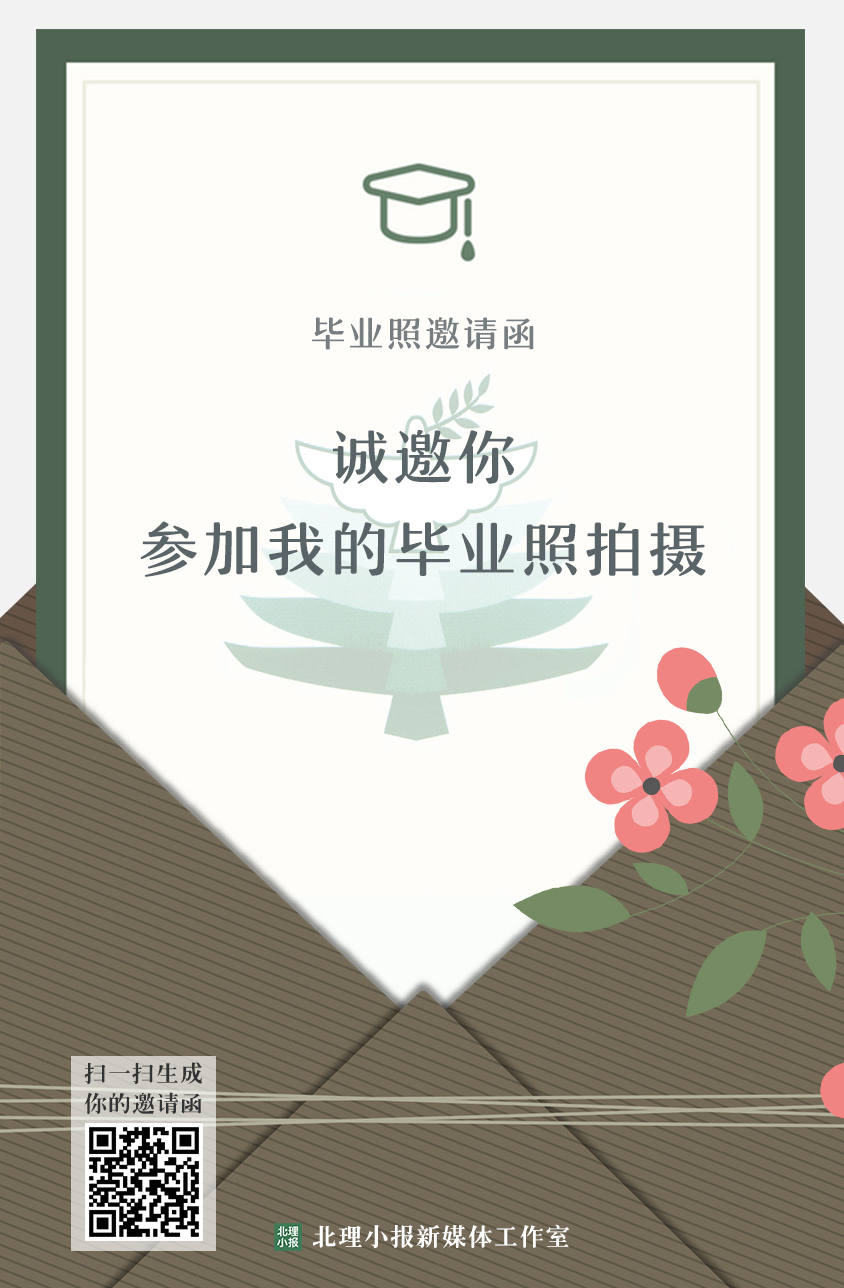 毕业照邀请函
诚邀你
参加我的毕业照拍摄
扫一扫生成
你的邀请函
北理
小报
北理小报新媒体工作室